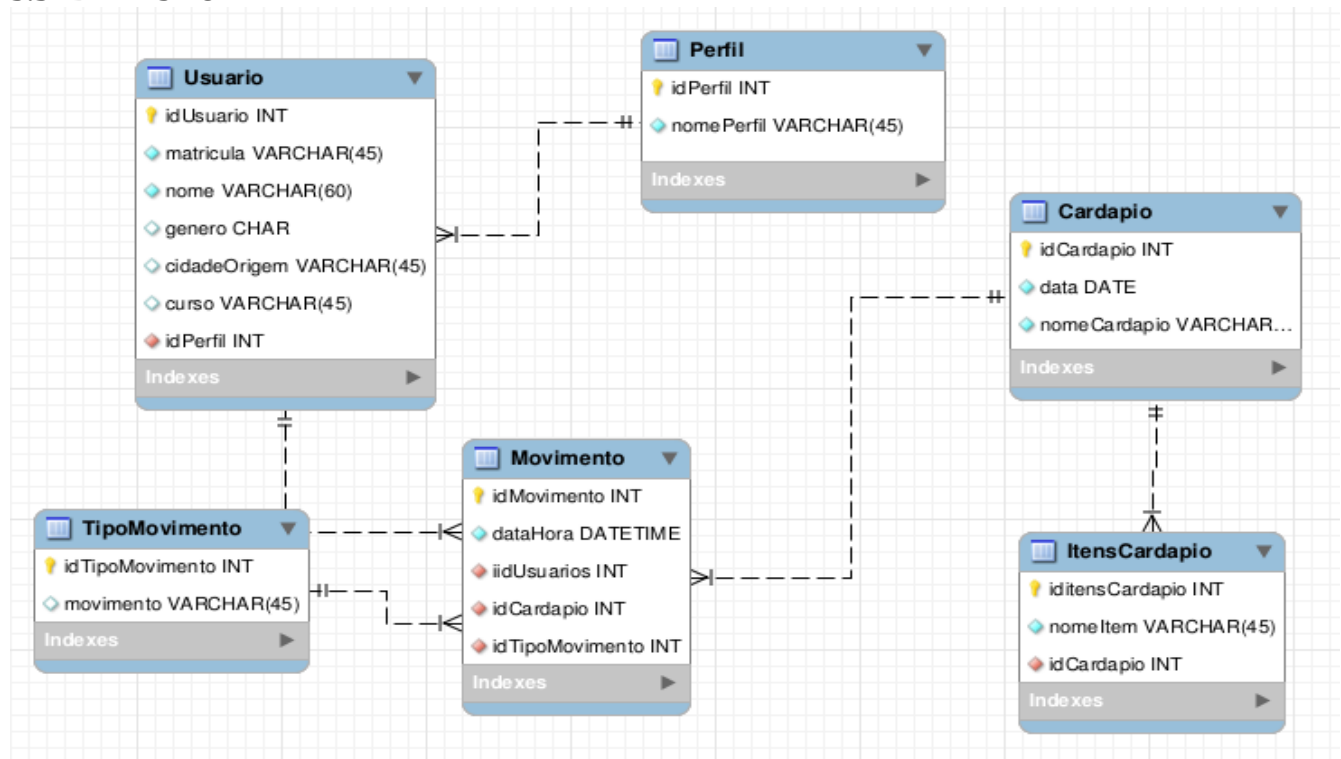 Usuario
idUsuario INT
matricula VARCHAR(45)
nome VARCHAR(60)
genero CHAR
cidadeOrigem VARCHAR(45)
curso VARCHAR(45)
idPerfil INT
Indexes
Perfil
idPerfil INT
nomePerfil VARCHAR(45)
Indexes
Cardapio
idCardapio INT
data DATE
nomeCardapio VARCHAR...
Indexes
TipoMovimento
idTipoMovimento INT
movimento VARCHAR(45)
Indexes
Movimento
idMovimento INT
dataHora DATETIME
iidUsuarios INT
idCardapio INT
idTipoMovimento INT
Indexes
ItensCardapio
iditensCardapio INT
nomeItem VARCHAR(45)
idCardapio INT
Indexes